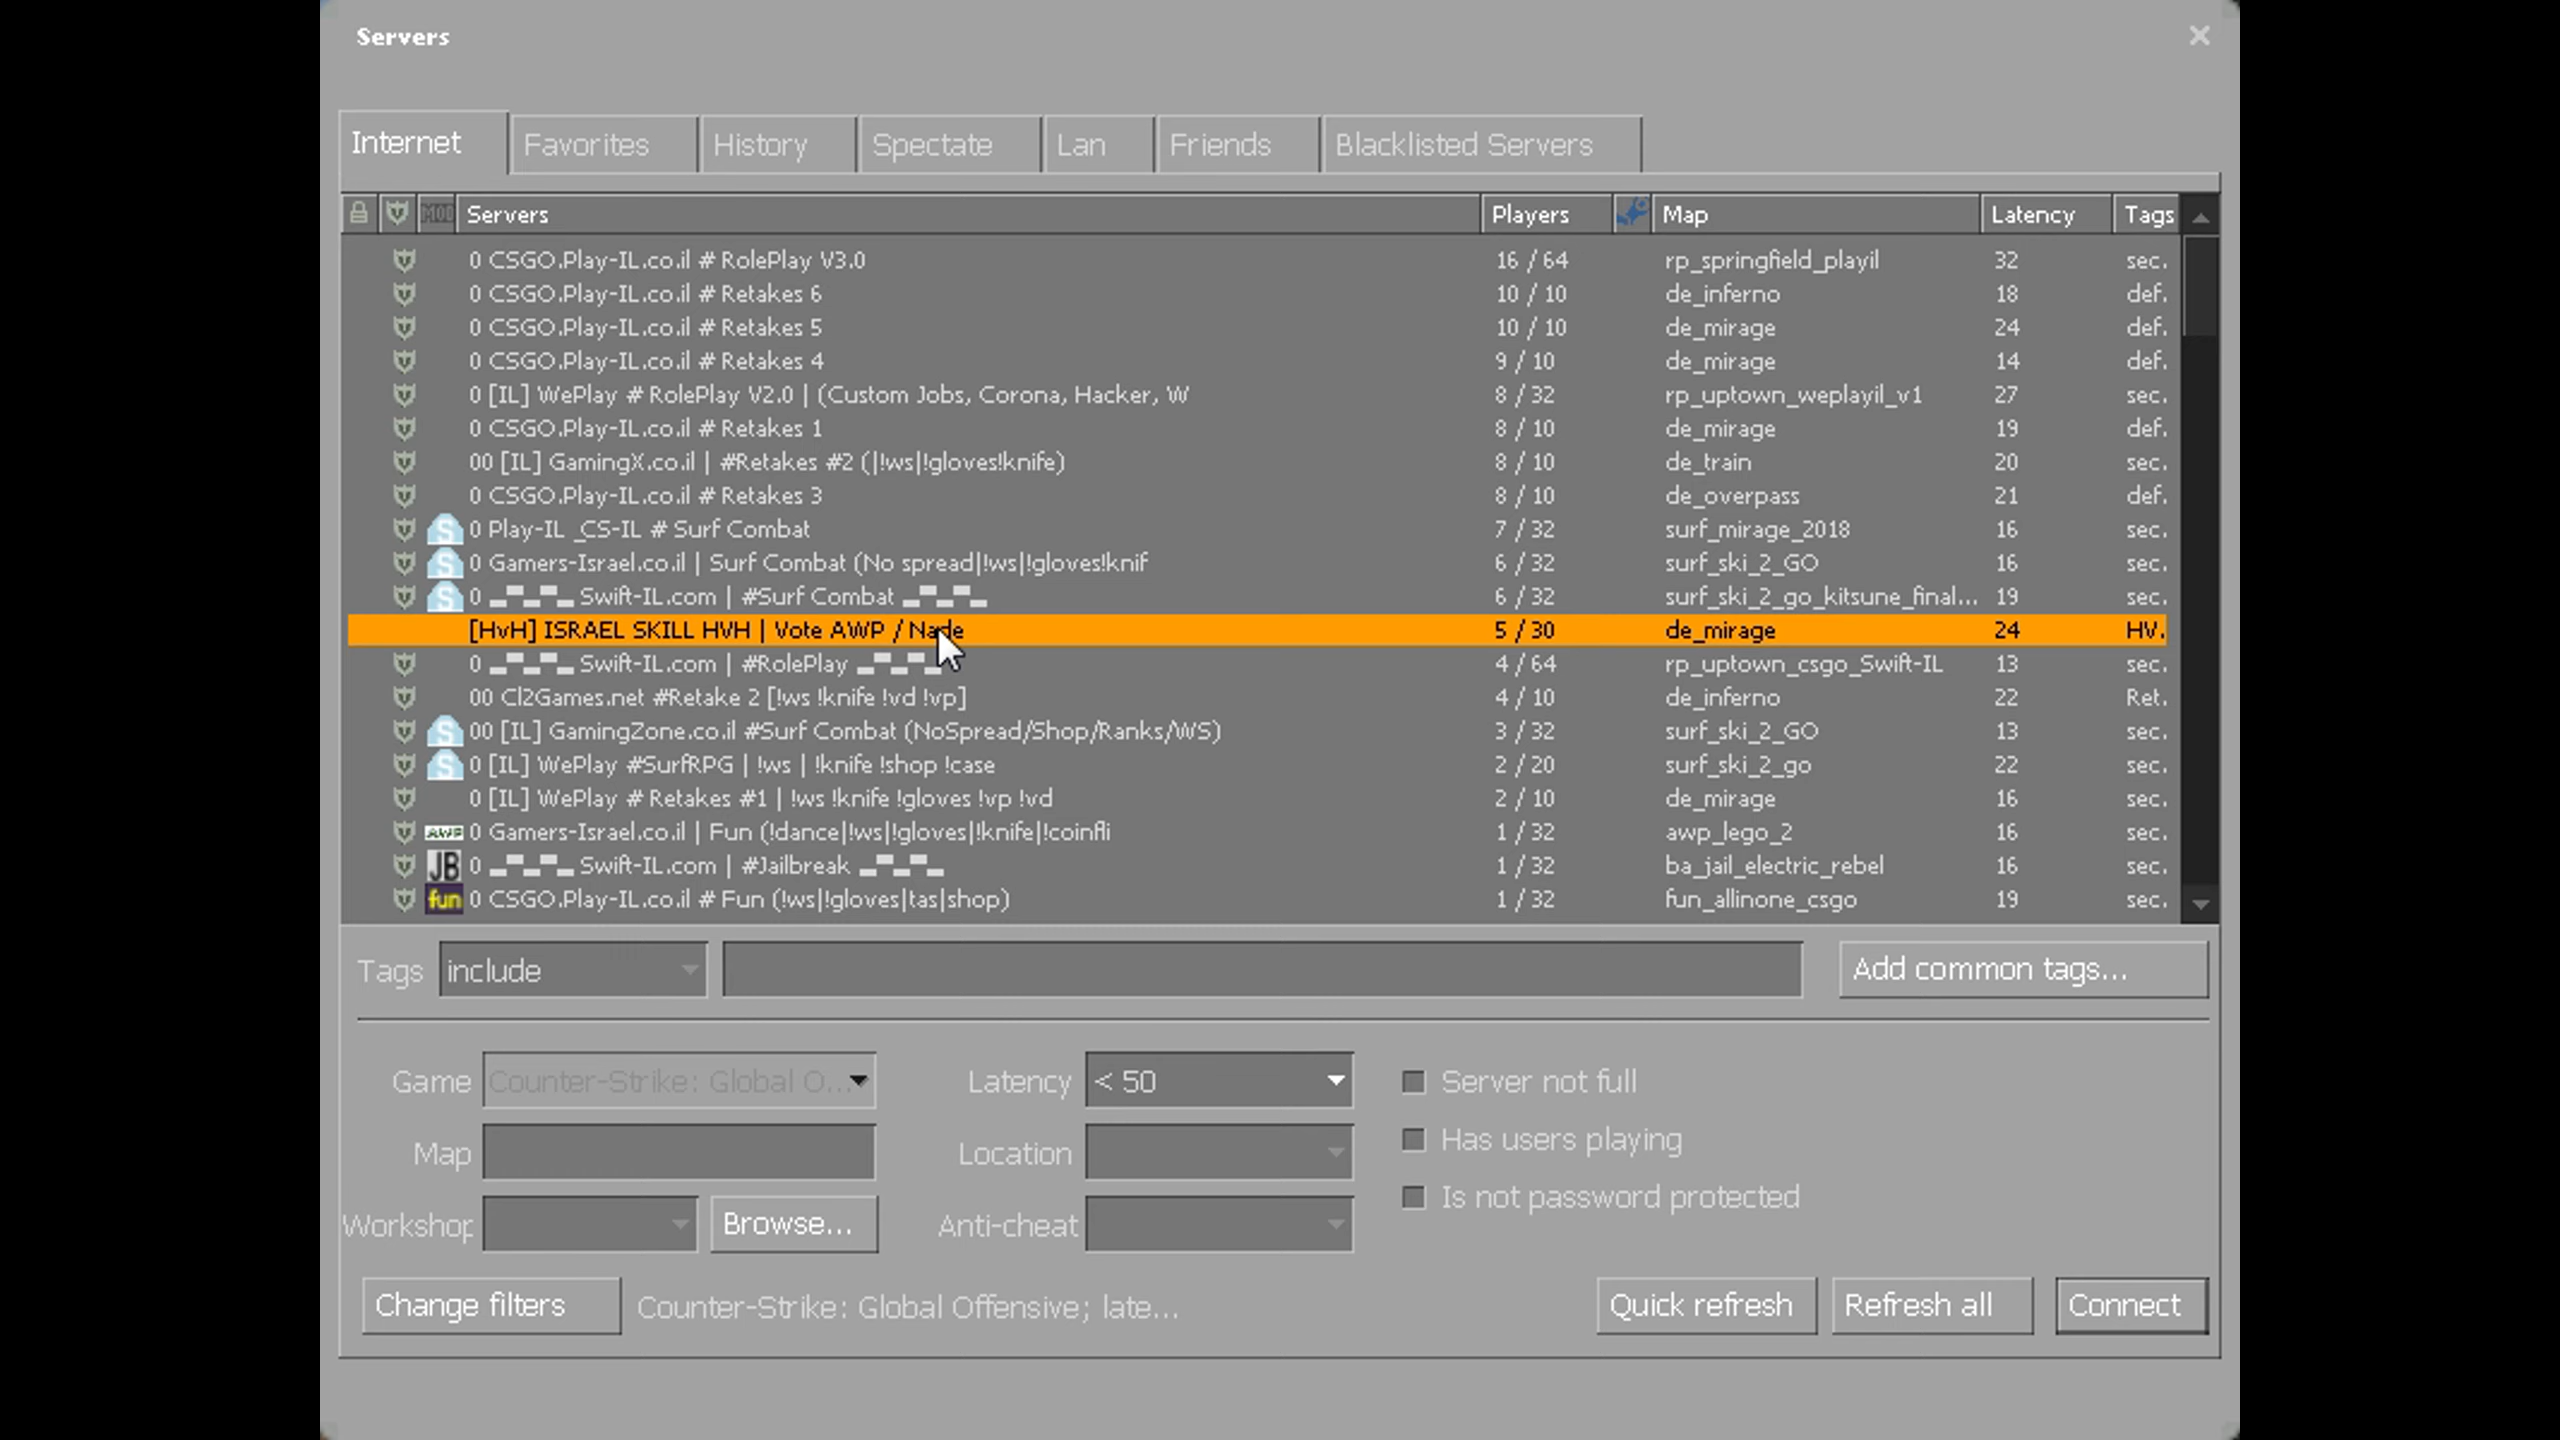 Servers
Internet Favorites History Spectate Lan Friends Blacklisted Servers
MOD Servers Players Map Latency Tags
0 CSGO.Play-IL.co.il # RolePlay V3.0 16 / 64 rp_springfield_playil 32 sec.
0 CSGO.Play-IL.co.il # Retakes 6 10 / 10 de_inferno 18 def.
0 CSGO.Play-IL.co.il # Retakes 5 10 / 10 de_mirage 24 def.
0 CSGO.Play-IL.co.il # Retakes 4 9 / 10 de_mirage 14 def.
0 [IL] WePlay # RolePlay V2.0 | (Custom Jobs, Corona, Hacker, W 8 / 32 rp_uptown_weplayil_v1 27 sec.
0 CSGO.Play-IL.co.il # Retakes 1 8 / 10 de_mirage 19 def.
00 [IL] GamingX.co.il | #Retakes #2 (|!ws|!gloves!knife) 8 / 10 de_train 20 sec.
0 CSGO.Play-IL.co.il # Retakes 3 8 / 10 de_overpass 21 def.
S 0 Play-IL _CS-IL # Surf Combat 7 / 32 surf_mirage_2018 16 sec.
S 0 Gamers-Israel.co.il | Surf Combat (No spread|!ws|!gloves!knif 6 / 32 surf_ski_2_GO 16 sec.
S 0 ▂▀▂▀▂ Swift-IL.com | #Surf Combat ▂▀▂▀▂ 6 / 32 surf_ski_2_go_kitsune_final... 19 sec.
[HvH] ISRAEL SKILL HVH | Vote AWP / Nade 5 / 30 de_mirage 24 HV.
0 ▂▀▂▀▂ Swift-IL.com | #RolePlay ▂▀▂▀▂ 4 / 64 rp_uptown_csgo_Swift-IL 13 sec.
00 Cl2Games.net #Retake 2 [!ws !knife !vd !vp] 4 / 10 de_inferno 22 Ret.
S 00 [IL] GamingZone.co.il #Surf Combat (NoSpread/Shop/Ranks/WS) 3 / 32 surf_ski_2_GO 13 sec.
S 0 [IL] WePlay #SurfRPG | !ws | !knife !shop !case 2 / 20 surf_ski_2_go 22 sec.
0 [IL] WePlay # Retakes #1 | !ws !knife !gloves !vp !vd 2 / 10 de_mirage 16 sec.
AWP 0 Gamers-Israel.co.il | Fun (!dance|!ws|!gloves|!knife|!coinfli 1 / 32 awp_lego_2 16 sec.
JB 0 ▂▀▂▀▂ Swift-IL.com | #Jailbreak ▂▀▂▀▂ 1 / 32 ba_jail_electric_rebel 16 sec.
fun 0 CSGO.Play-IL.co.il # Fun (!ws|!gloves|tas|shop) 1 / 32 fun_allinone_csgo 19 sec.
Tags include Add common tags...
Game Counter-Strike: Global O... Latency < 50 Server not full
Map Location Has users playing
Workshop Browse... Anti-cheat Is not password protected
Change filters Counter-Strike: Global Offensive; late... Quick refresh Refresh all Connect